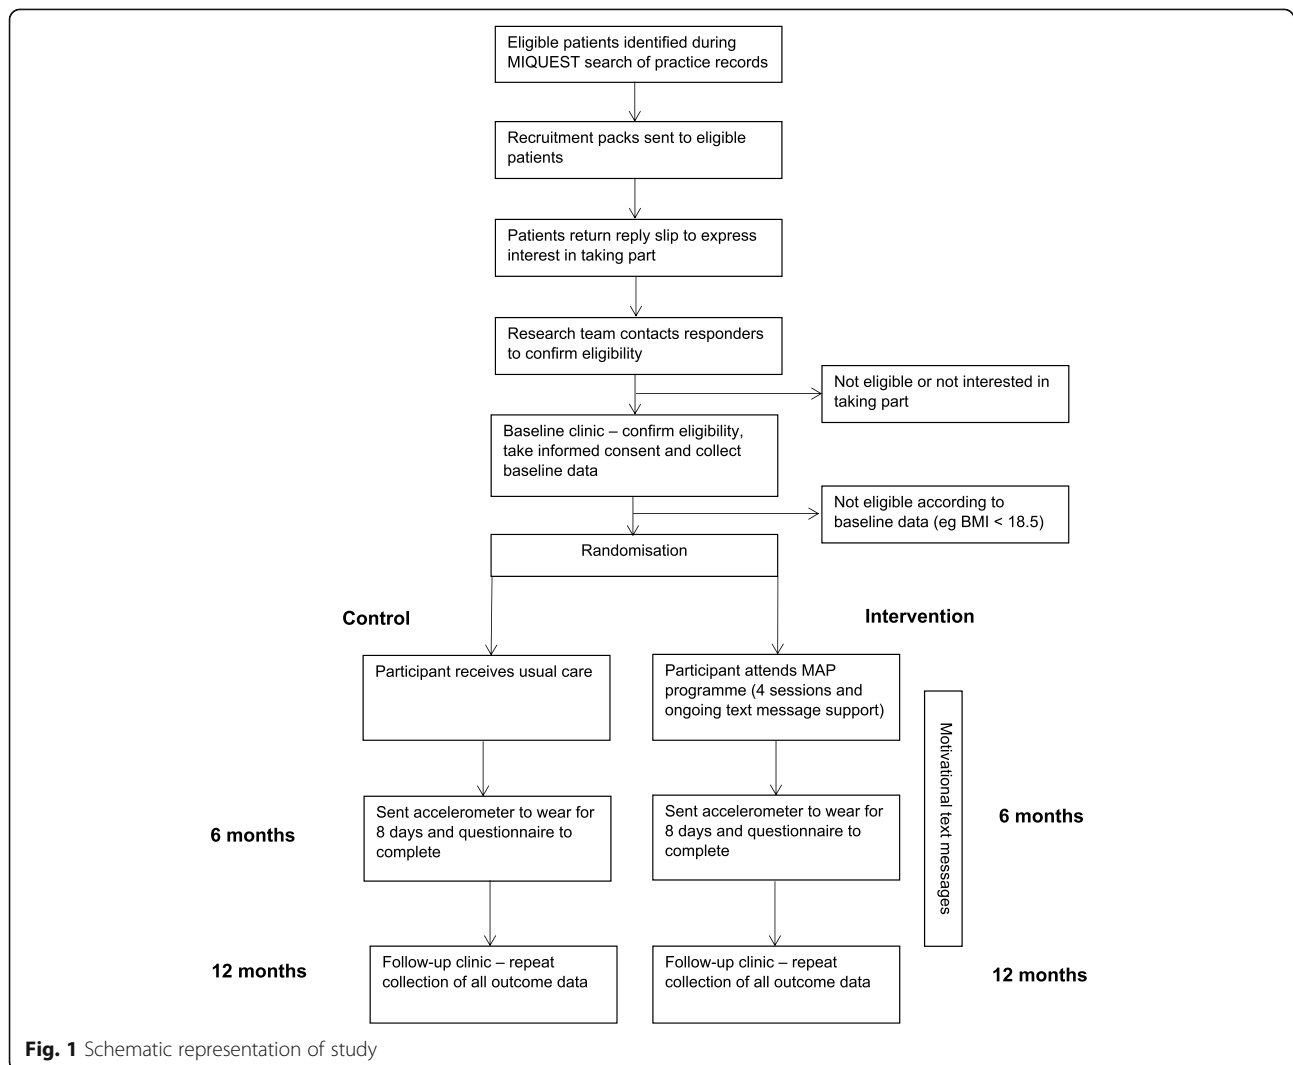 Eligible patients identified during
MIQUEST search of practice records
Recruitment packs sent to eligible
patients
Patients return reply slip to express
interest in taking part
Research team contacts responders
to confirm eligibility
Not eligible or not interested in
taking part
Baseline clinic – confirm eligibility,
take informed consent and collect
baseline data
Not eligible according to
baseline data (eg BMI < 18.5)
Randomisation
Control
Intervention
Participant receives usual care
Participant attends MAP
programme (4 sessions and
ongoing text message support)
Motivational text messages
6 months
Sent accelerometer to wear for
8 days and questionnaire to
complete
Sent accelerometer to wear for
8 days and questionnaire to
complete
6 months
12 months
Follow-up clinic – repeat
collection of all outcome data
Follow-up clinic – repeat
collection of all outcome data
12 months
Fig. 1 Schematic representation of study